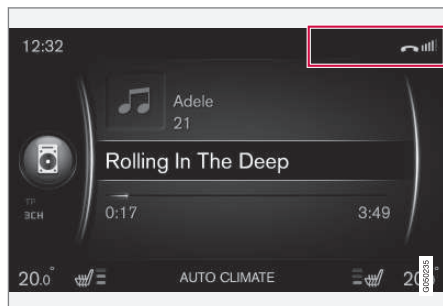 12:32
Adele
21
Rolling In The Deep
TP
3CH
0:17 3:49
20.0° AUTO CLIMATE 20°
G050235